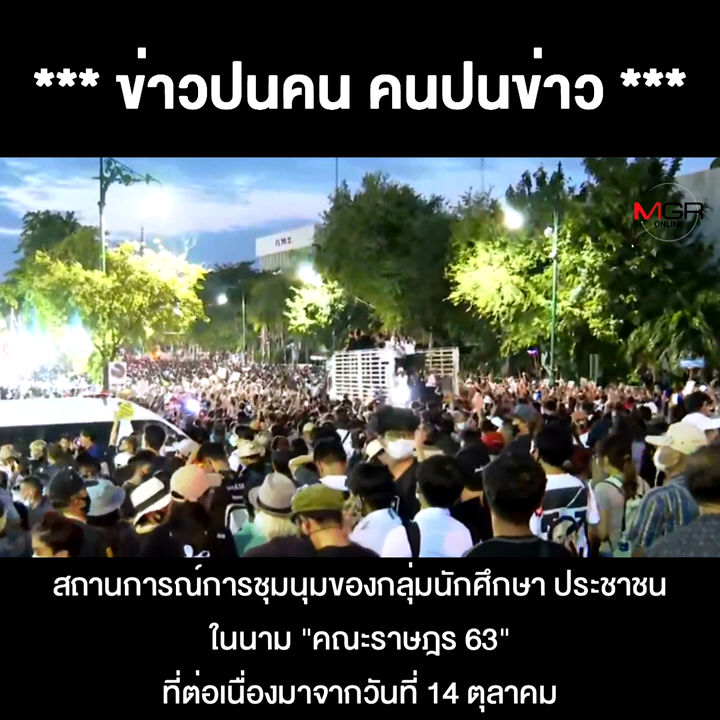 *** ข่าวปนคน คนปนข่าว ***
MGR
ONLINE
ก.พ.ร.
สถานการณ์การชุมนุมของกลุ่มนักศึกษา ประชาชน
ในนาม "คณะราษฎร 63"
ที่ต่อเนื่องมาจากวันที่ 14 ตุลาคม